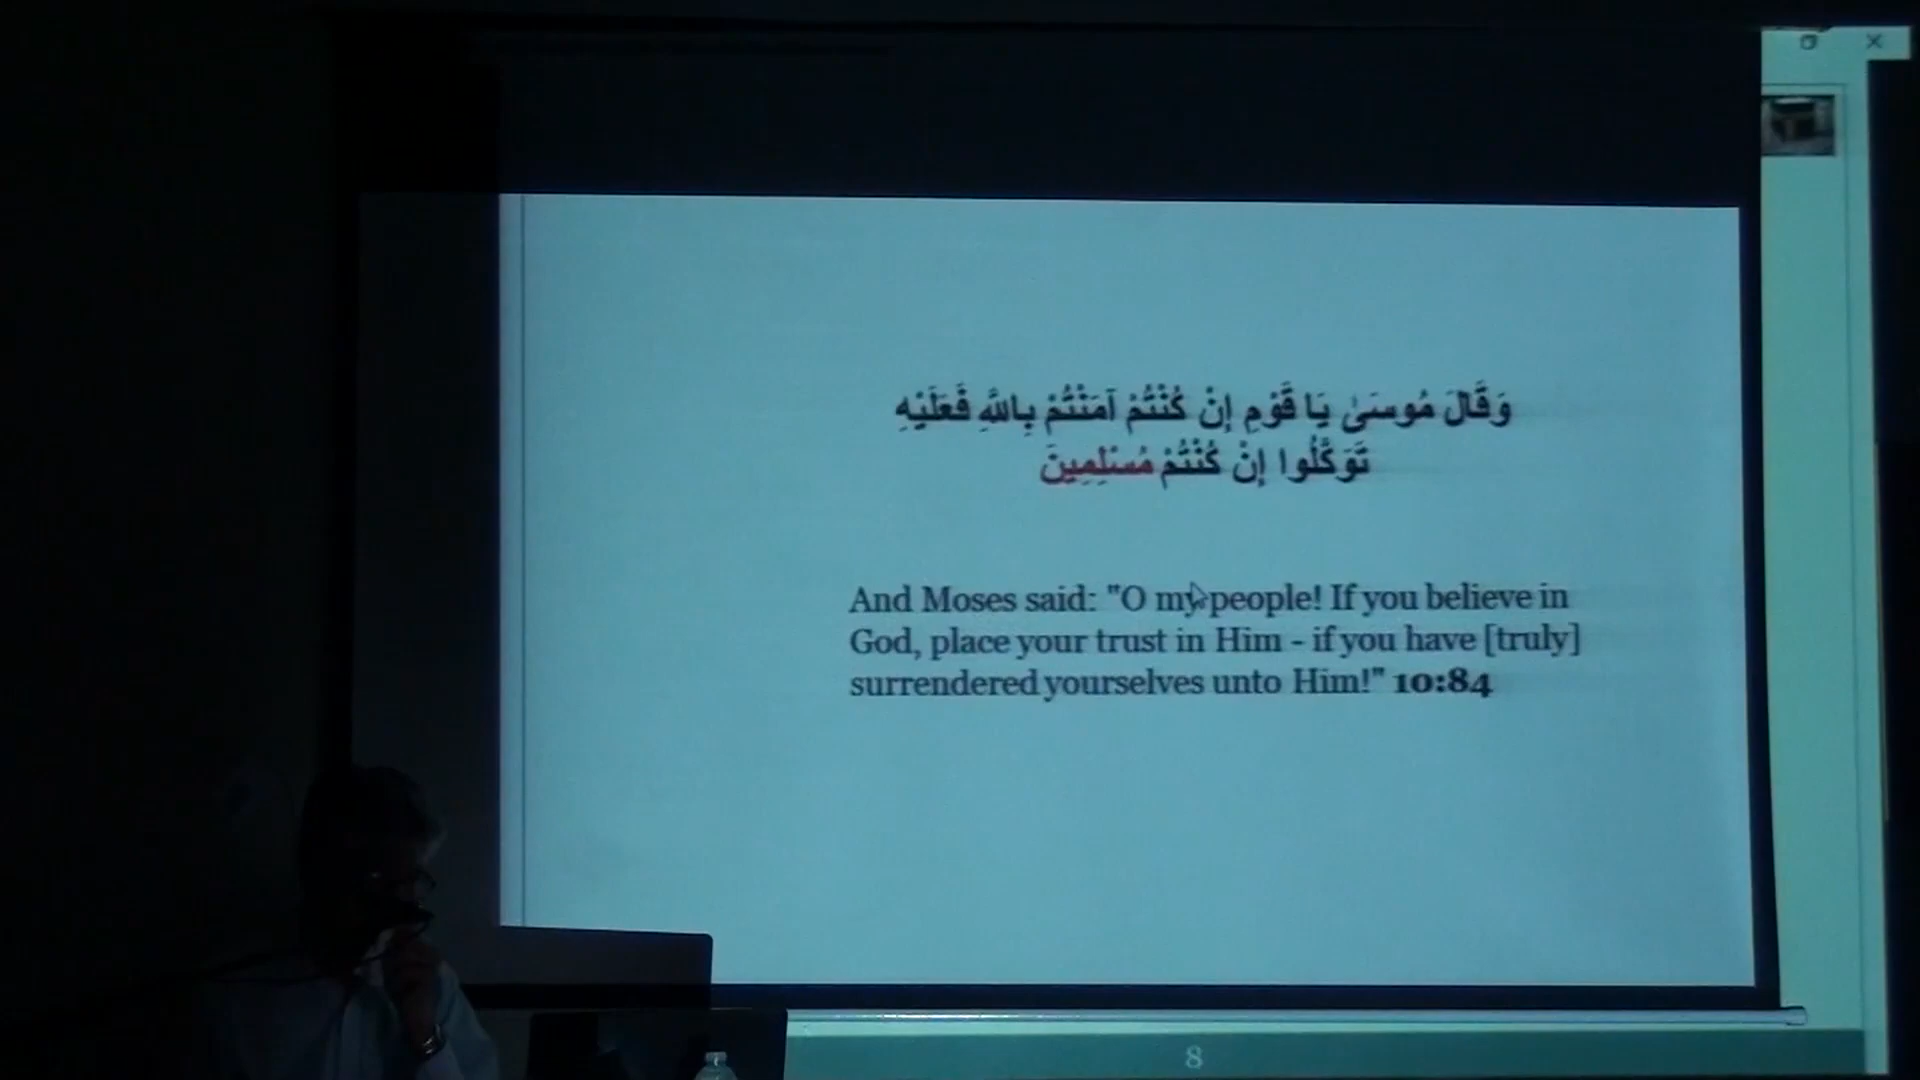 وَقَالَ مُوسَىٰ يَا قَوْمِ إِنْ كُنْتُمْ آمَنْتُمْ بِاللَّهِ فَعَلَيْهِ
تَوَكَّلُوا إِنْ كُنْتُمْ مُسْلِمِينَ
And Moses said: "O my people! If you believe in
God, place your trust in Him - if you have [truly]
surrendered yourselves unto Him!" 10:84
8